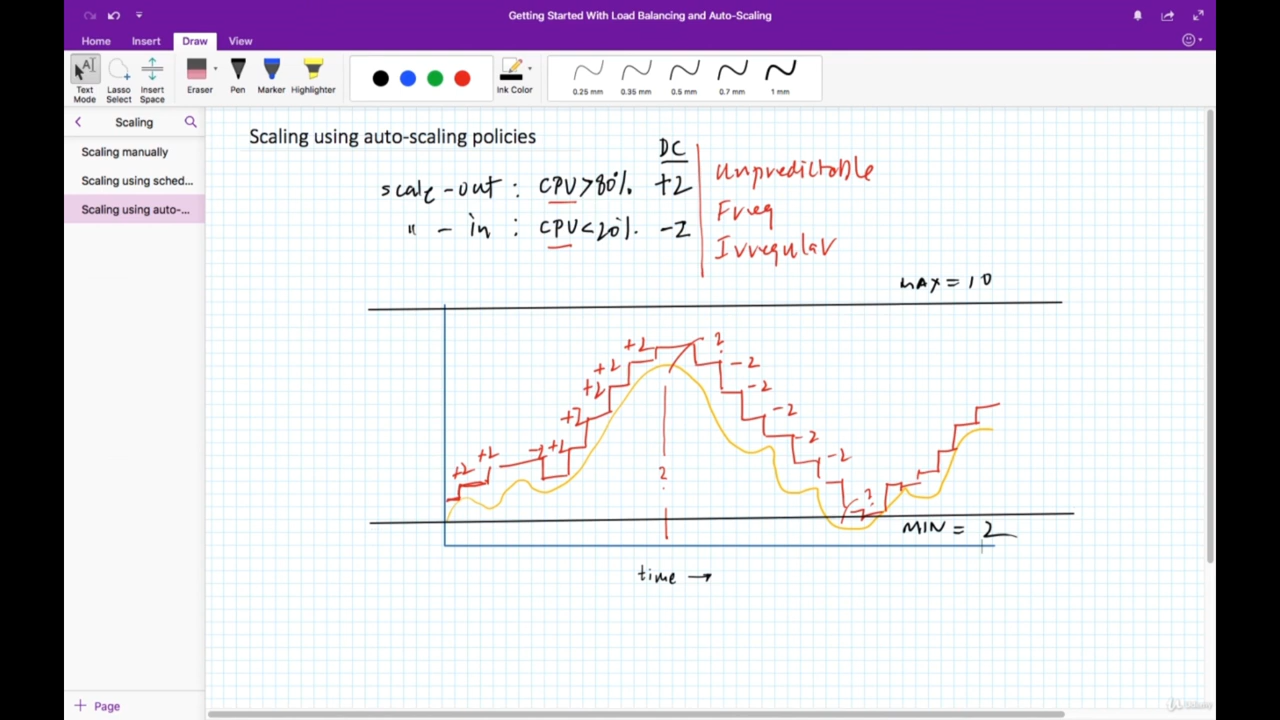 Getting Started With Load Balancing and Auto-Scaling
Home Insert Draw View
Text Mode
Lasso Select
Insert Space
Eraser
Pen
Marker
Highlighter
Ink Color
0.25 mm 0.35 mm 0.5 mm 0.7 mm 1 mm
Scaling
Scaling manually
Scaling using sched...
Scaling using auto-...
Scaling using auto-scaling policies
DC
scale-out : CPU>80% +2
" - in : CPU<20% -2
Unpredictable
Freq
Irregular
MAX = 10
+2 ?
+2 -2
+2 -2
+2 -2
+2 -2 +2 -2
+2 ? -2
?
-2
MIN = 2
time →
+ Page
Udemy